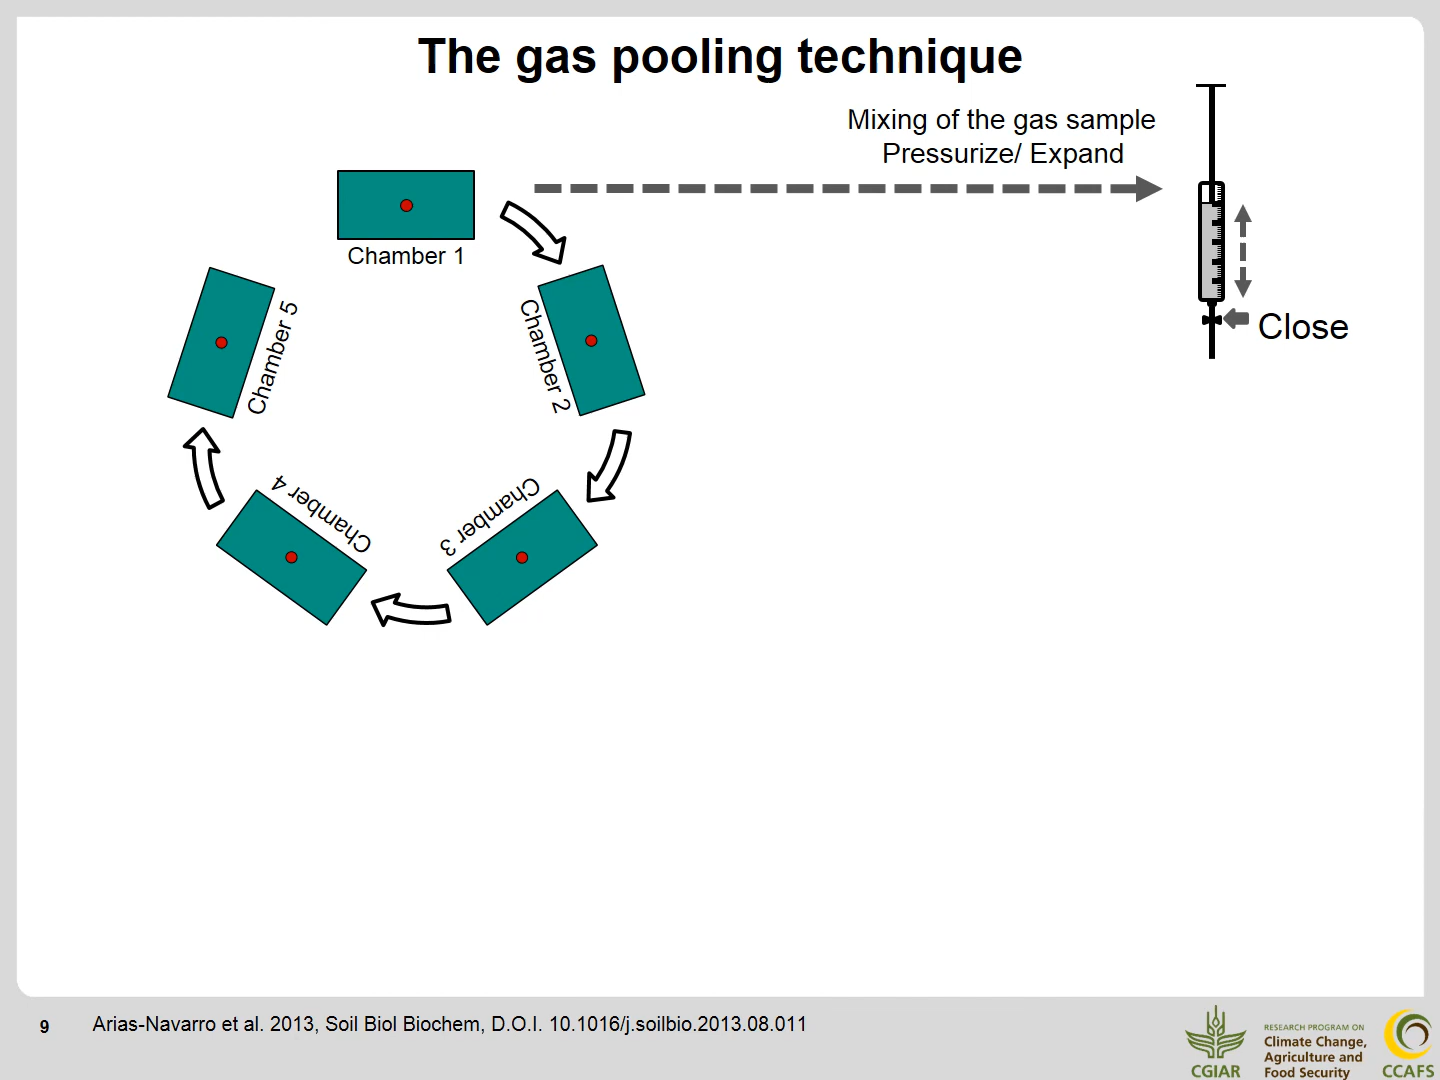 The gas pooling technique
Mixing of the gas sample
Pressurize/ Expand
Chamber 1
Chamber 2
Chamber 3
Chamber 4
Chamber 5
Close
9
Arias-Navarro et al. 2013, Soil Biol Biochem, D.O.I. 10.1016/j.soilbio.2013.08.011
CGIAR
RESEARCH PROGRAM ON
Climate Change,
Agriculture and
Food Security
CCAFS